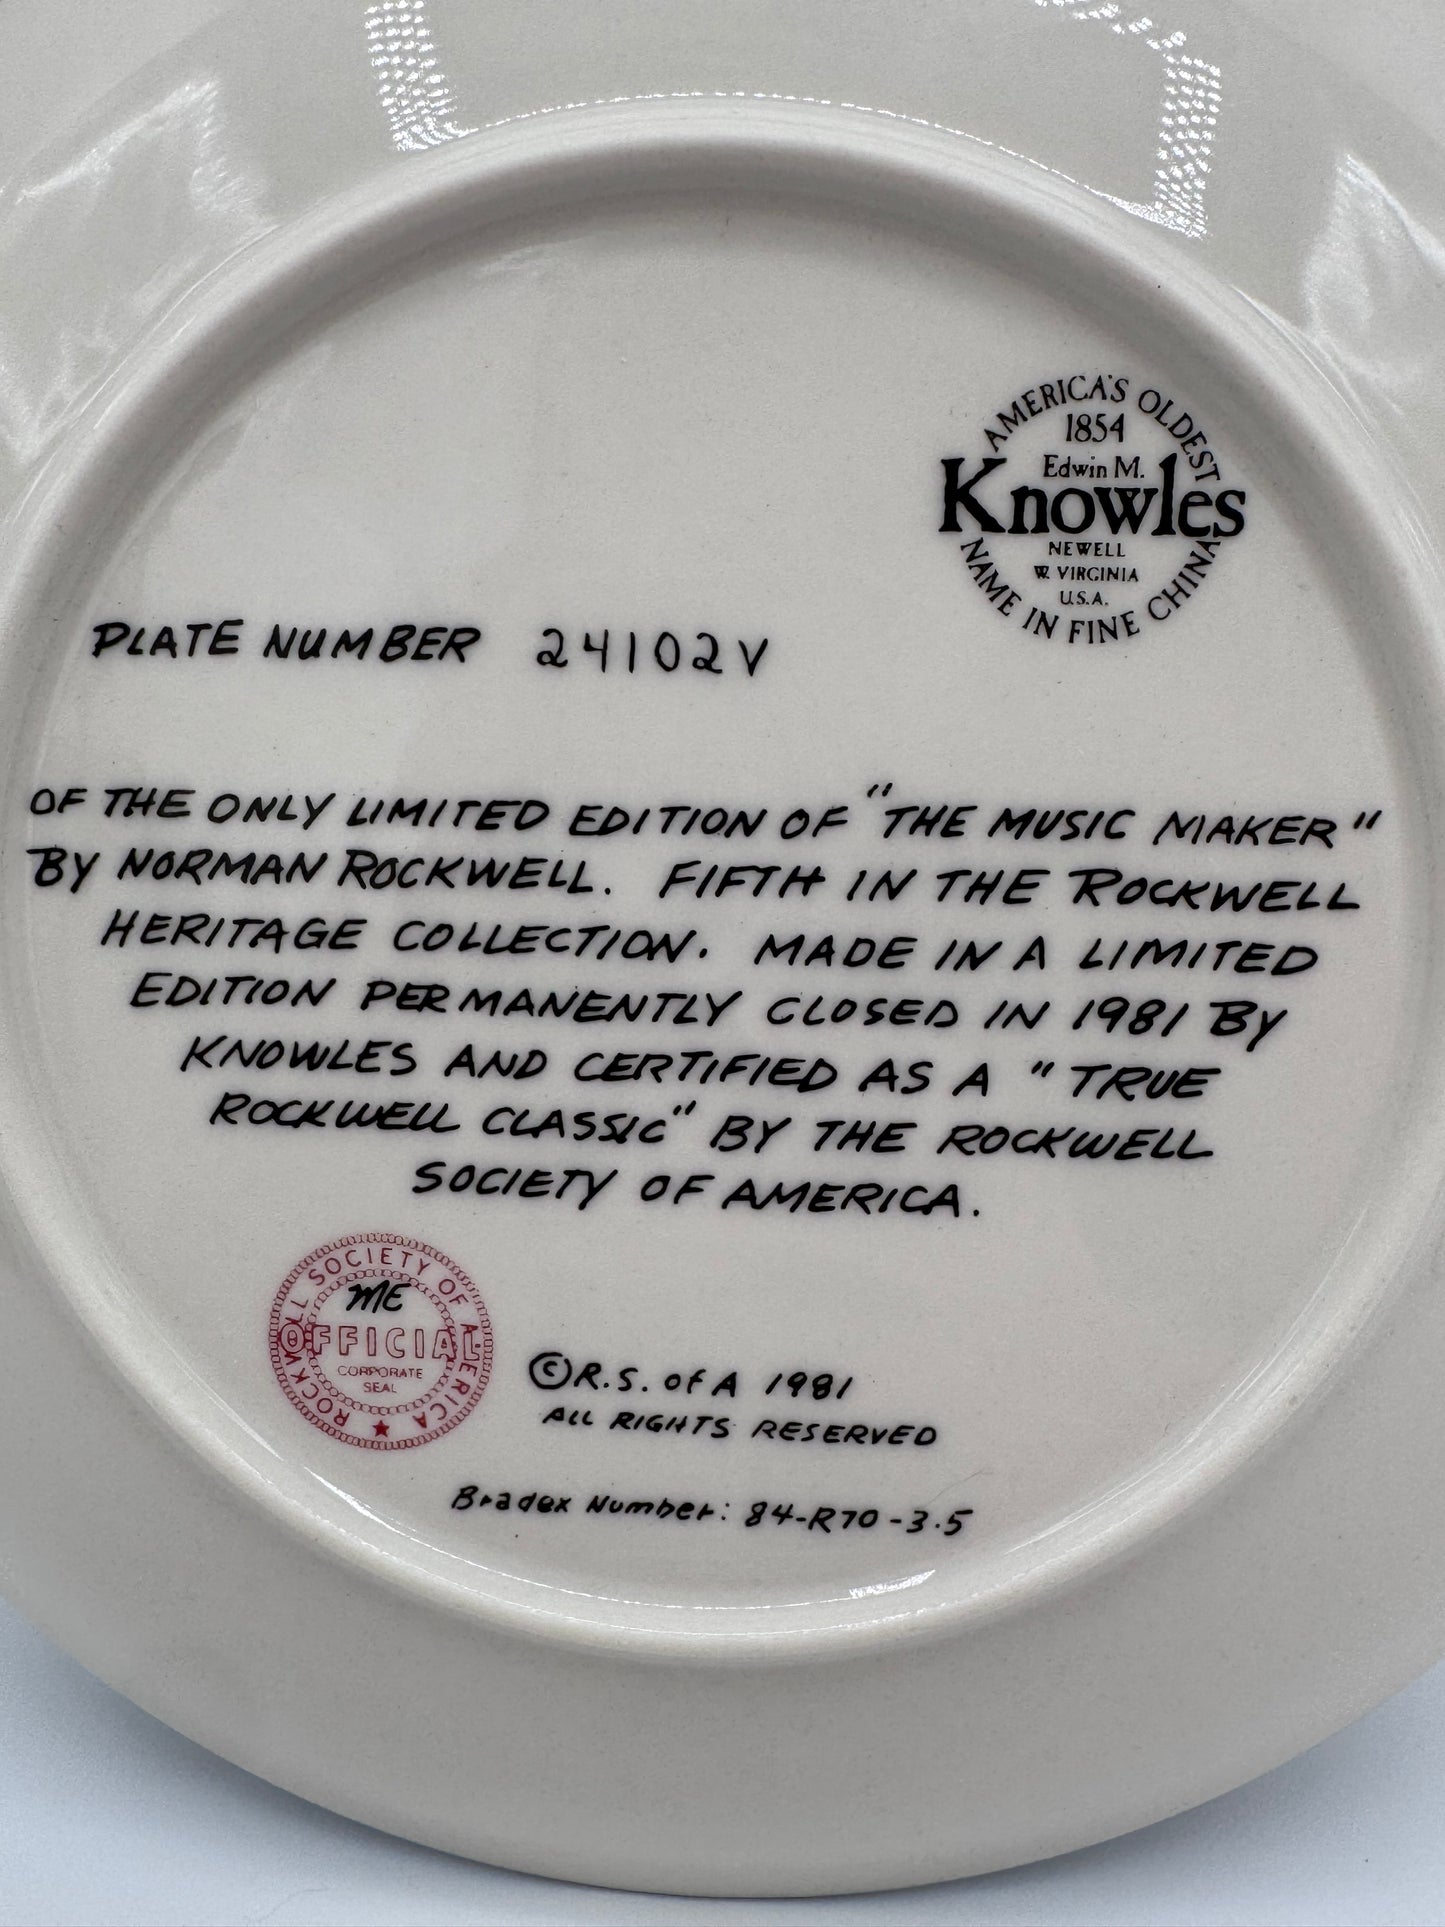 AMERICA'S OLDEST
1854
Edwin M.
Knowles
NEWELL
W. VIRGINIA
U.S.A.
NAME IN FINE CHINA
PLATE NUMBER 24102V
OF THE ONLY LIMITED EDITION OF "THE MUSIC MAKER"
BY NORMAN ROCKWELL. FIFTH IN THE ROCKWELL
HERITAGE COLLECTION. MADE IN A LIMITED
EDITION PERMANENTLY CLOSED IN 1981 BY
KNOWLES AND CERTIFIED AS A "TRUE
ROCKWELL CLASSIC" BY THE ROCKWELL
SOCIETY OF AMERICA.
ROCKWELL SOCIETY OF AMERICA
ME
OFFICIAL
CORPORATE
SEAL
© R.S. of A 1981
ALL RIGHTS RESERVED
Bradex Number: 84-R70-3.5